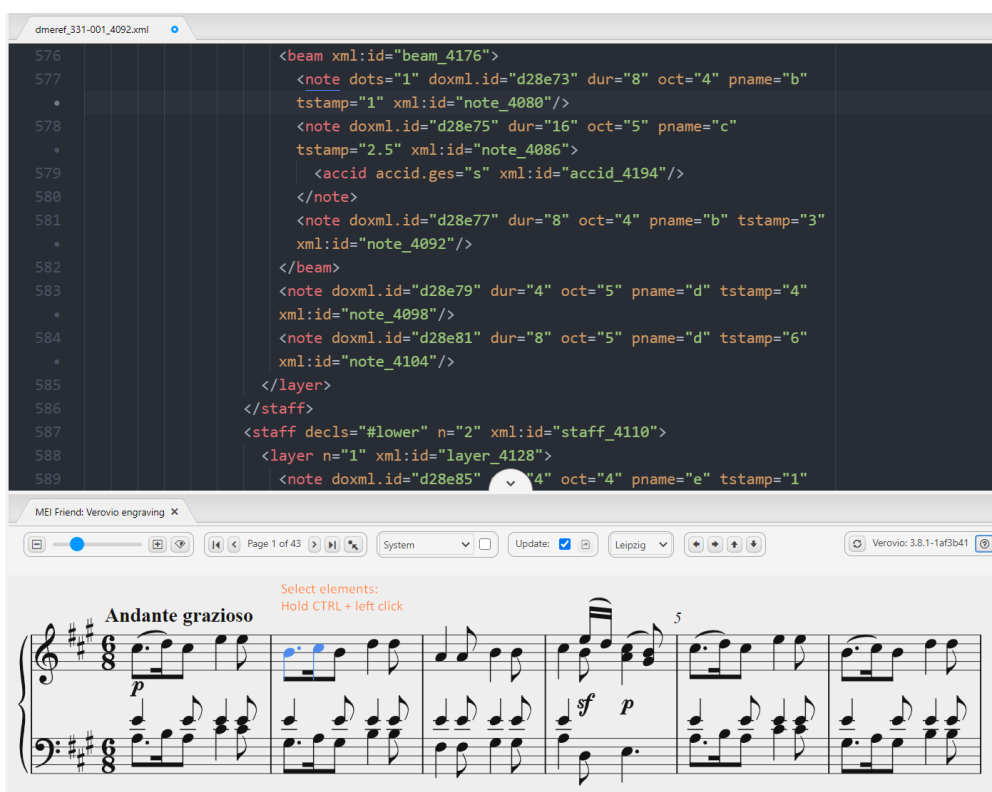 dmeref_331-001_4092.xml
576 <beam xml:id="beam_4176">
577 <note dots="1" doxml.id="d28e73" dur="8" oct="4" pname="b"
• tstamp="1" xml:id="note_4080"/>
578 <note doxml.id="d28e75" dur="16" oct="5" pname="c"
• tstamp="2.5" xml:id="note_4086">
579 <accid accid.ges="s" xml:id="accid_4194"/>
580 </note>
581 <note doxml.id="d28e77" dur="8" oct="4" pname="b" tstamp="3"
• xml:id="note_4092"/>
582 </beam>
583 <note doxml.id="d28e79" dur="4" oct="5" pname="d" tstamp="4"
• xml:id="note_4098"/>
584 <note doxml.id="d28e81" dur="8" oct="5" pname="d" tstamp="6"
• xml:id="note_4104"/>
585 </layer>
586 </staff>
587 <staff decls="#lower" n="2" xml:id="staff_4110">
588 <layer n="1" xml:id="layer_4128">
589 <note doxml.id="d28e85" "4" oct="4" pname="e" tstamp="1"
MEI Friend: Verovio engraving ×
Page 1 of 43 System Update: Leipzig Verovio: 3.8.1-1af3b41
Select elements:
Hold CTRL + left click
Andante grazioso
5
6
8
p
sf p
6
8